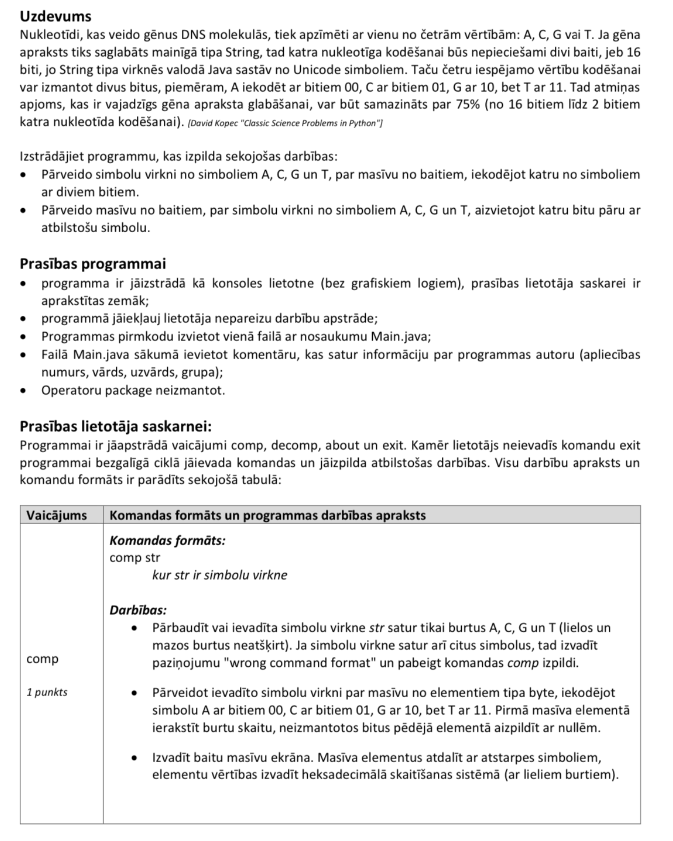 Uzdevums
Nukleotīdi, kas veido gēnus DNS molekulās, tiek apzīmēti ar vienu no četrām vērtībām: A, C, G vai T. Ja gēna
apraksts tiks saglabāts mainīgā tipa String, tad katra nukleotīga kodēšanai būs nepieciešami divi baiti, jeb 16
biti, jo String tipa virknēs valodā Java sastāv no Unicode simboliem. Taču četru iespējamo vērtību kodēšanai
var izmantot divus bitus, piemēram, A iekodēt ar bitiem 00, C ar bitiem 01, G ar 10, bet T ar 11. Tad atmiņas
apjoms, kas ir vajadzīgs gēna apraksta glabāšanai, var būt samazināts par 75% (no 16 bitiem līdz 2 bitiem
katra nukleotīda kodēšanai). [David Kopec "Classic Science Problems in Python"]
Izstrādājiet programmu, kas izpilda sekojošas darbības:
• Pārveido simbolu virkni no simboliem A, C, G un T, par masīvu no baitiem, iekodējot katru no simboliem
ar diviem bitiem.
• Pārveido masīvu no baitiem, par simbolu virkni no simboliem A, C, G un T, aizvietojot katru bitu pāru ar
atbilstošu simbolu.
Prasības programmai
• programma ir jāizstrādā kā konsoles lietotne (bez grafiskiem logiem), prasības lietotāja saskarei ir
aprakstītas zemāk;
• programmā jāiekļauj lietotāja nepareizu darbību apstrāde;
• Programmas pirmkodu izvietot vienā failā ar nosaukumu Main.java;
• Failā Main.java sākumā ievietot komentāru, kas satur informāciju par programmas autoru (apliecības
numurs, vārds, uzvārds, grupa);
• Operatoru package neizmantot.
Prasības lietotāja saskarnei:
Programmai ir jāapstrādā vaicājumi comp, decomp, about un exit. Kamēr lietotājs neievadīs komandu exit
programmai bezgalīgā ciklā jāievada komandas un jāizpilda atbilstošas darbības. Visu darbību apraksts un
komandu formāts ir parādīts sekojošā tabulā:
Vaicājums Komandas formāts un programmas darbības apraksts
Komandas formāts:
comp str
kur str ir simbolu virkne
Darbības:
• Pārbaudīt vai ievadīta simbolu virkne str satur tikai burtus A, C, G un T (lielos un
mazos burtus neatšķirt). Ja simbolu virkne satur arī citus simbolus, tad izvadīt
paziņojumu "wrong command format" un pabeigt komandas comp izpildi.
comp
1 punkts
• Pārveidot ievadīto simbolu virkni par masīvu no elementiem tipa byte, iekodējot
simbolu A ar bitiem 00, C ar bitiem 01, G ar 10, bet T ar 11. Pirmā masīva elementā
ierakstīt burtu skaitu, neizmantotos bitus pēdējā elementā aizpildīt ar nullēm.
• Izvadīt baitu masīvu ekrāna. Masīva elementus atdalīt ar atstarpes simboliem,
elementu vērtības izvadīt heksadecimālā skaitīšanas sistēmā (ar lieliem burtiem).